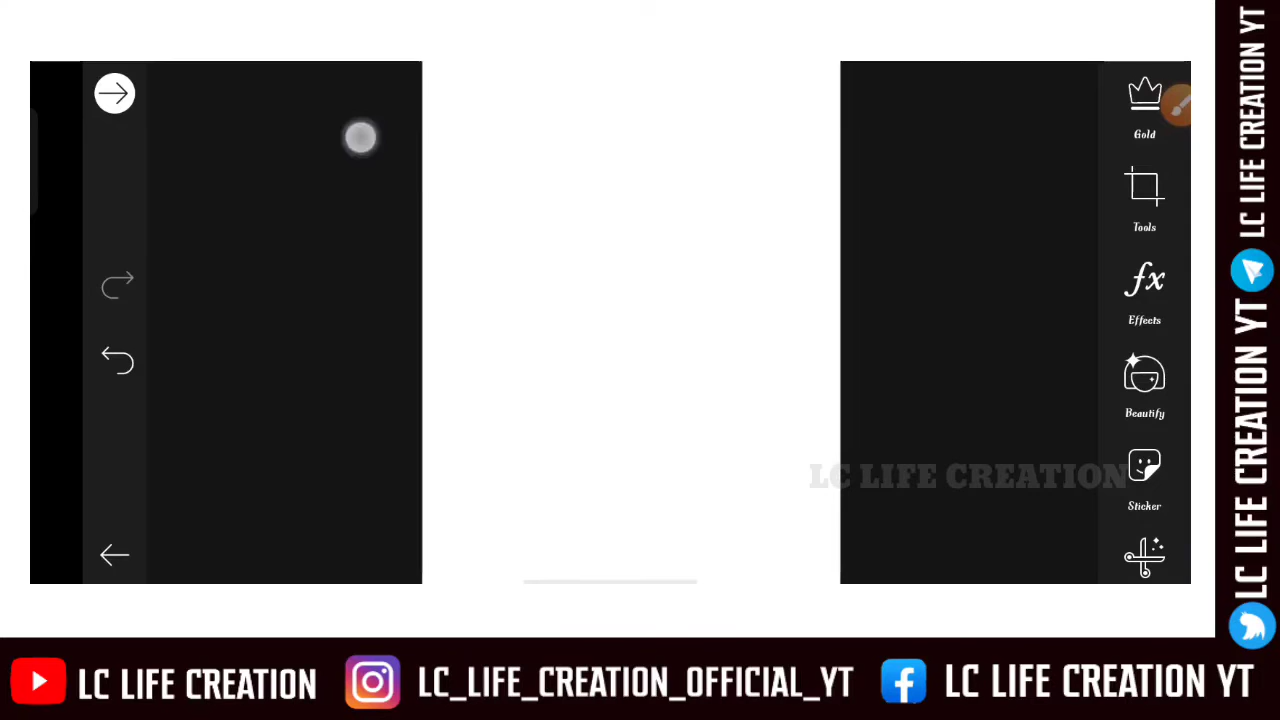 Gold
Tools
fx
Effects
Beautify
Sticker
LC LIFE CREATION
LC LIFE CREATION YT
LC LIFE CREATION YT
LC LIFE CREATION
LC_LIFE_CREATION_OFFICIAL_YT
LC LIFE CREATION YT